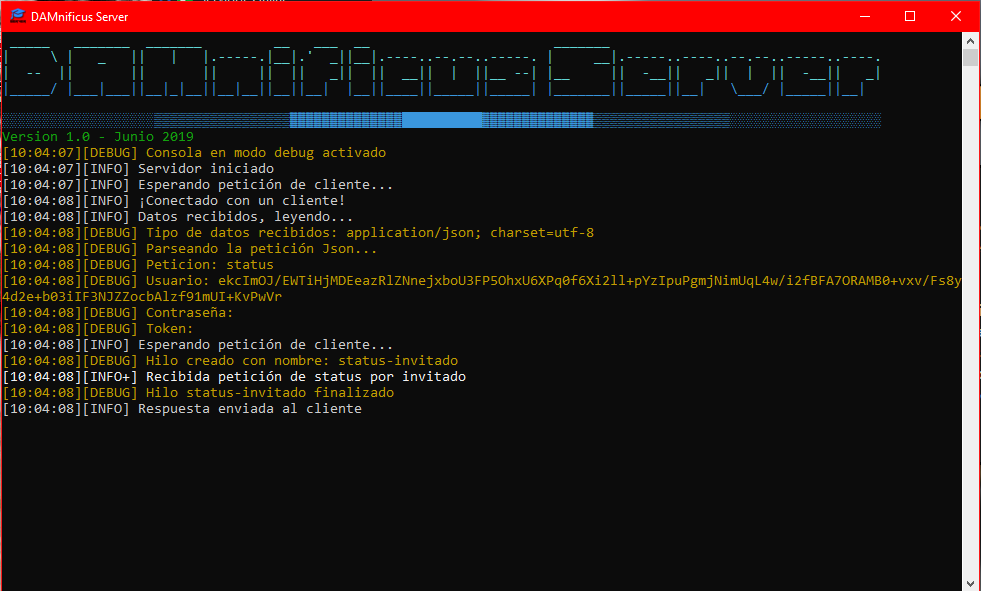 DAMnificus Server
DAMnificus Server
Version 1.0 - Junio 2019
[10:04:07][DEBUG] Consola en modo debug activado
[10:04:07][INFO] Servidor iniciado
[10:04:07][INFO] Esperando petición de cliente...
[10:04:08][INFO] ¡Conectado con un cliente!
[10:04:08][INFO] Datos recibidos, leyendo...
[10:04:08][DEBUG] Tipo de datos recibidos: application/json; charset=utf-8
[10:04:08][DEBUG] Parseando la petición Json...
[10:04:08][DEBUG] Peticion: status
[10:04:08][DEBUG] Usuario: ekcImOJ/EWTiHjMDEeazRlZNnejxboU3FP5OhxU6XPq0f6Xi2ll+pYzIpuPgmjNimUqL4w/i2fBFA7ORAMB0+vxv/Fs8y
4d2e+b03iIF3NJZZocbAlzf91mUI+KvPwVr
[10:04:08][DEBUG] Contraseña:
[10:04:08][DEBUG] Token:
[10:04:08][INFO] Esperando petición de cliente...
[10:04:08][DEBUG] Hilo creado con nombre: status-invitado
[10:04:08][INFO+] Recibida petición de status por invitado
[10:04:08][DEBUG] Hilo status-invitado finalizado
[10:04:08][INFO] Respuesta enviada al cliente